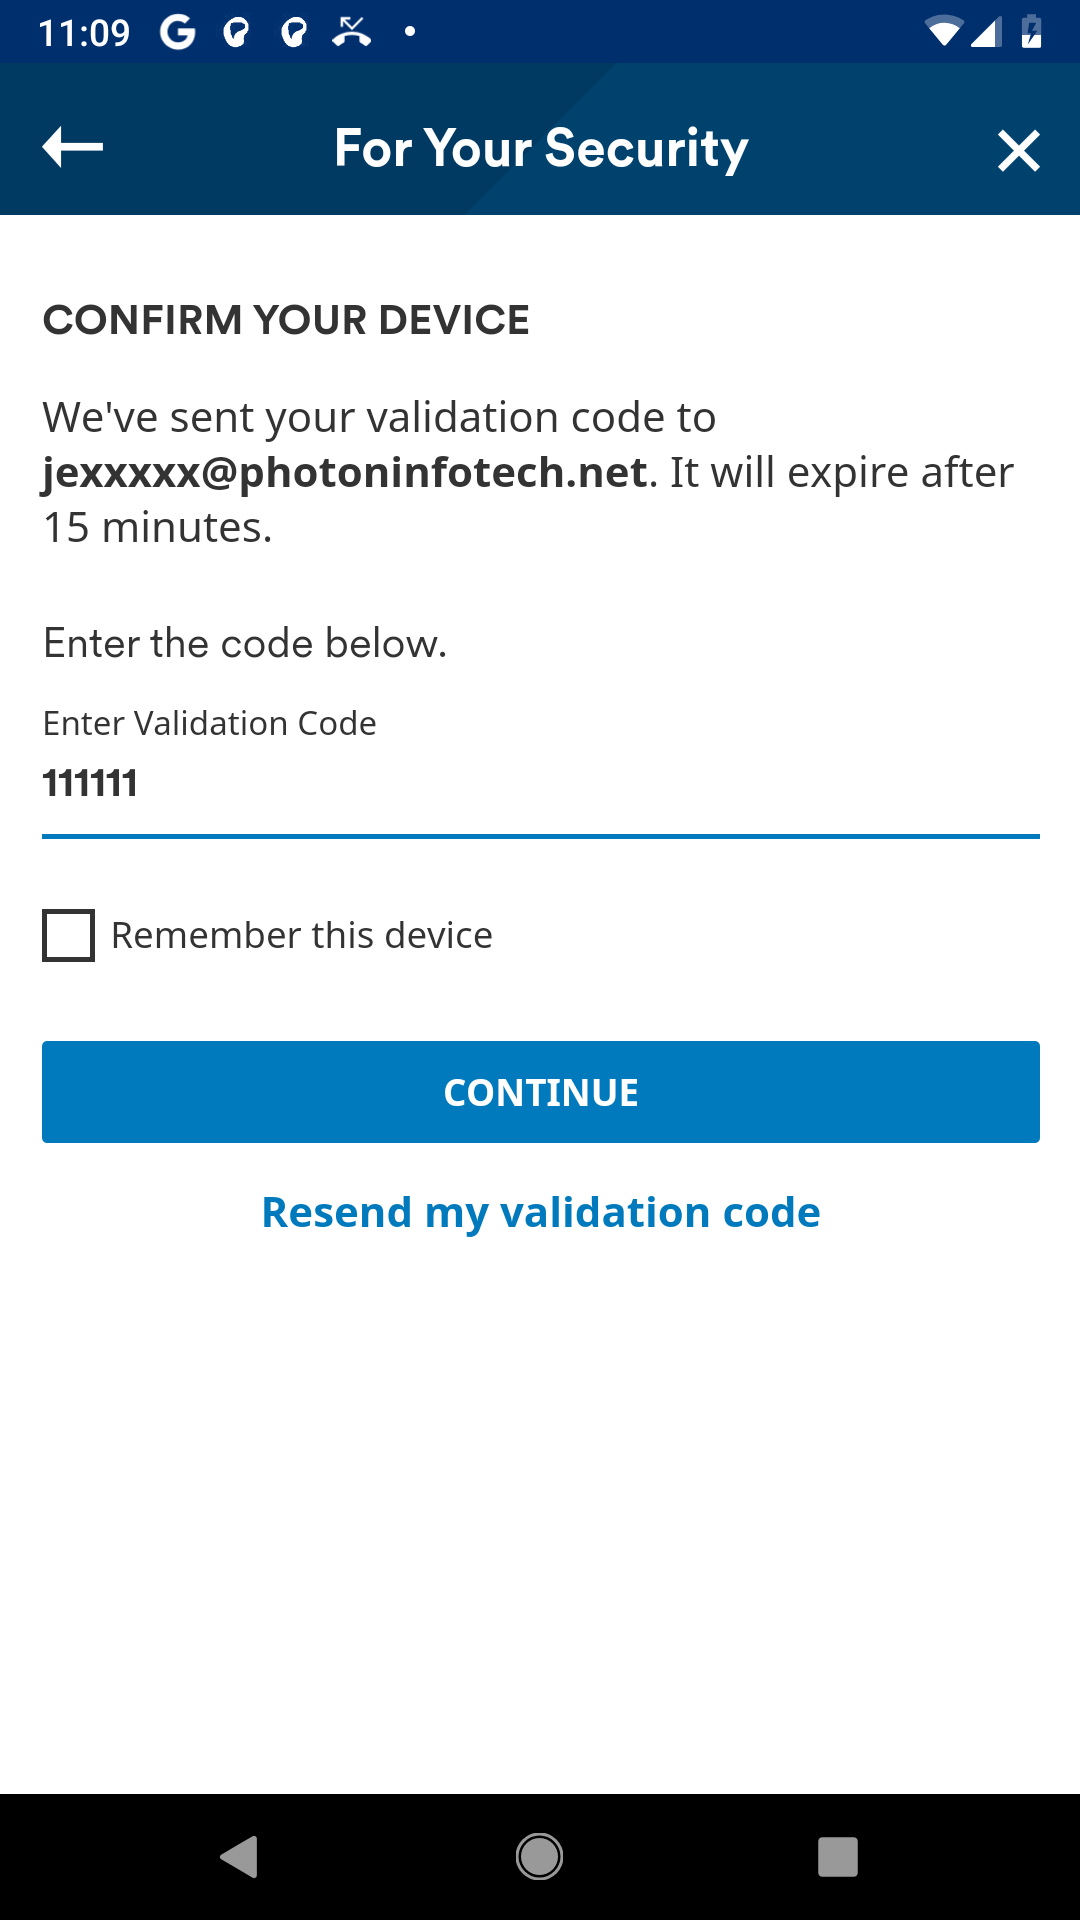 11:09
For Your Security
CONFIRM YOUR DEVICE
We've sent your validation code to
jexxxxx@photoninfotech.net. It will expire after
15 minutes.
Enter the code below.
Enter Validation Code
111111
Remember this device
CONTINUE
Resend my validation code